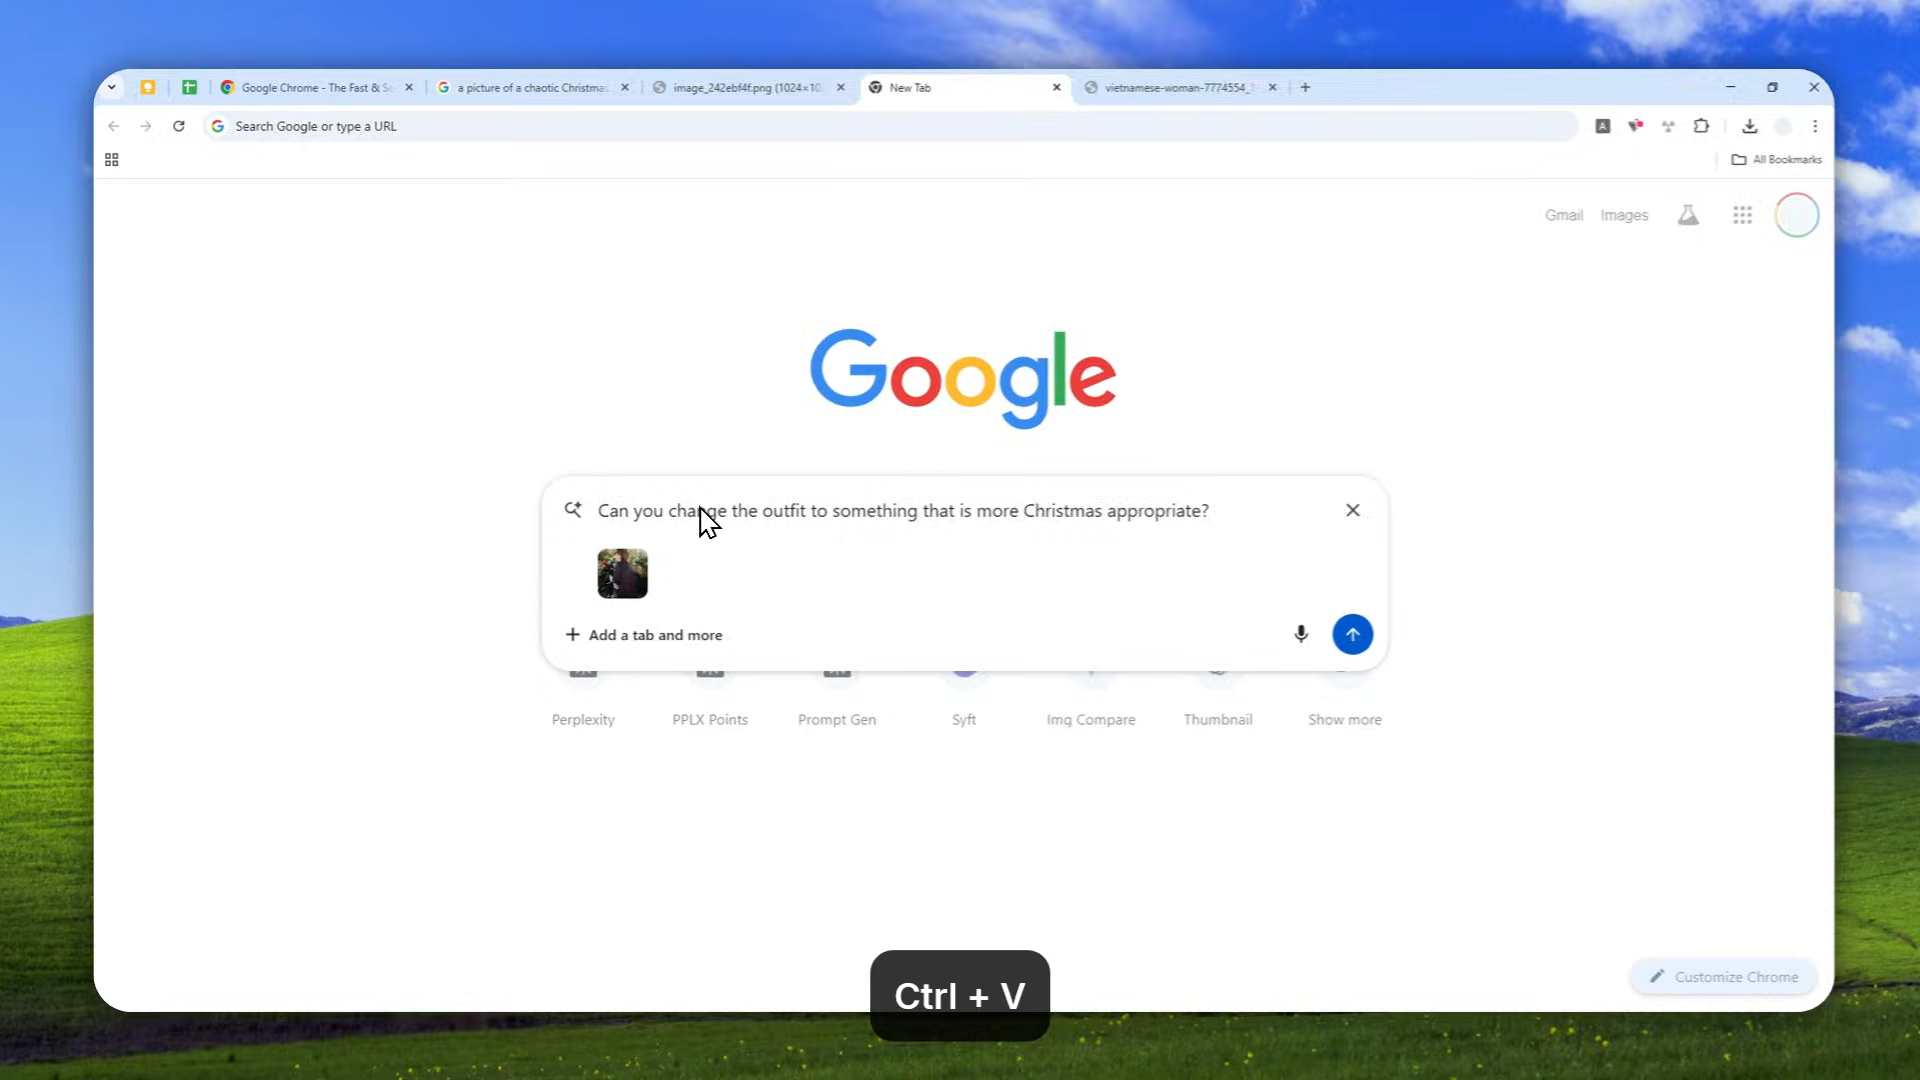 Google Chrome - The Fast & Se
a picture of a chaotic Christmas
image_242ebf4f.png (1024×10
New Tab
vietnamese-woman-7774554_1
Search Google or type a URL
A
All Bookmarks
Gmail
Images
Google
Can you change the outfit to something that is more Christmas appropriate?
Add a tab and more
Perplexity
PPLX Points
Prompt Gen
Syft
Img Compare
Thumbnail
Show more
Customize Chrome
Ctrl + V